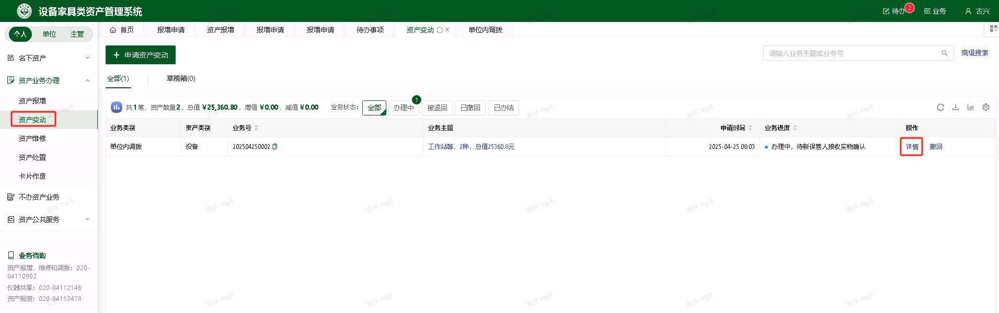 设备家具类资产管理系统
待办 2 业务 古兴
个人 单位 主管
首页 报增申请 资产报增 报增申请 报增申请 待办事项 资产变动 单位内调拨
名下资产
资产业务办理
资产报增
资产变动
资产维修
资产处置
卡片作废
不办资产业务
资产公共服务
业务咨询
资产报增、维修和调拨：020-
84110902
仪器共享：020-84112146
资产报废：020-84112478
申请资产变动
请输入业务主题或业务号 高级搜索
全部(1) 草稿箱(0)
共1笔，资产数量2，总值¥25,360.80，增值¥0.00，减值¥0.00 业务状态： 全部 办理中 1 被退回 已撤回 已办结
业务类别 资产类别 业务号 业务主题 申请时间 业务进度 操作
单位内调拨 设备 202504250002 工作站等，2种，总值25360.8元 2025-04-25 08:03 办理中，待新保管人接收实物确认 详情 撤回
古兴 ing3